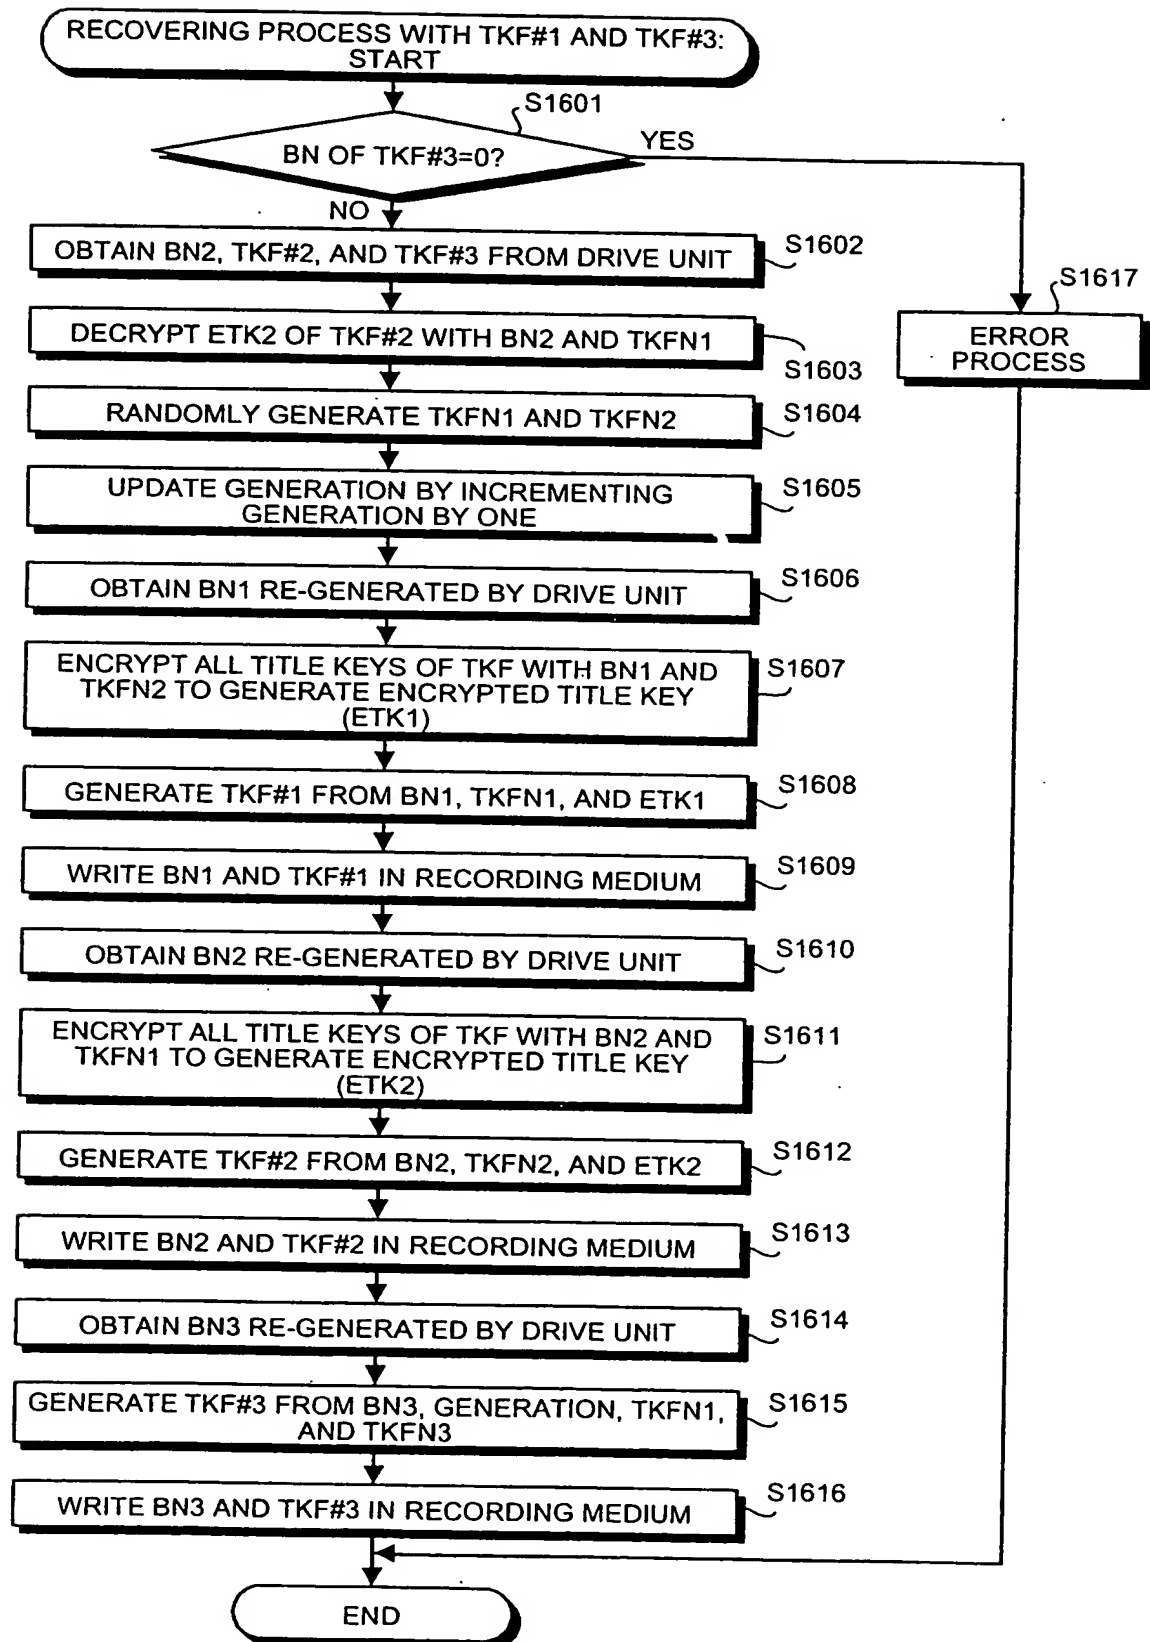 RECOVERING PROCESS WITH TKF#1 AND TKF#3:
START
S1601
BN OF TKF#3=0?
YES
NO
OBTAIN BN2, TKF#2, AND TKF#3 FROM DRIVE UNIT
S1602
S1617
ERROR
PROCESS
DECRYPT ETK2 OF TKF#2 WITH BN2 AND TKFN1
S1603
RANDOMLY GENERATE TKFN1 AND TKFN2
S1604
UPDATE GENERATION BY INCREMENTING
GENERATION BY ONE
S1605
OBTAIN BN1 RE-GENERATED BY DRIVE UNIT
S1606
ENCRYPT ALL TITLE KEYS OF TKF WITH BN1 AND
TKFN2 TO GENERATE ENCRYPTED TITLE KEY
(ETK1)
S1607
GENERATE TKF#1 FROM BN1, TKFN1, AND ETK1
S1608
WRITE BN1 AND TKF#1 IN RECORDING MEDIUM
S1609
OBTAIN BN2 RE-GENERATED BY DRIVE UNIT
S1610
ENCRYPT ALL TITLE KEYS OF TKF WITH BN2 AND
TKFN1 TO GENERATE ENCRYPTED TITLE KEY
(ETK2)
S1611
GENERATE TKF#2 FROM BN2, TKFN2, AND ETK2
S1612
WRITE BN2 AND TKF#2 IN RECORDING MEDIUM
S1613
OBTAIN BN3 RE-GENERATED BY DRIVE UNIT
S1614
GENERATE TKF#3 FROM BN3, GENERATION, TKFN1,
AND TKFN3
S1615
WRITE BN3 AND TKF#3 IN RECORDING MEDIUM
S1616
END